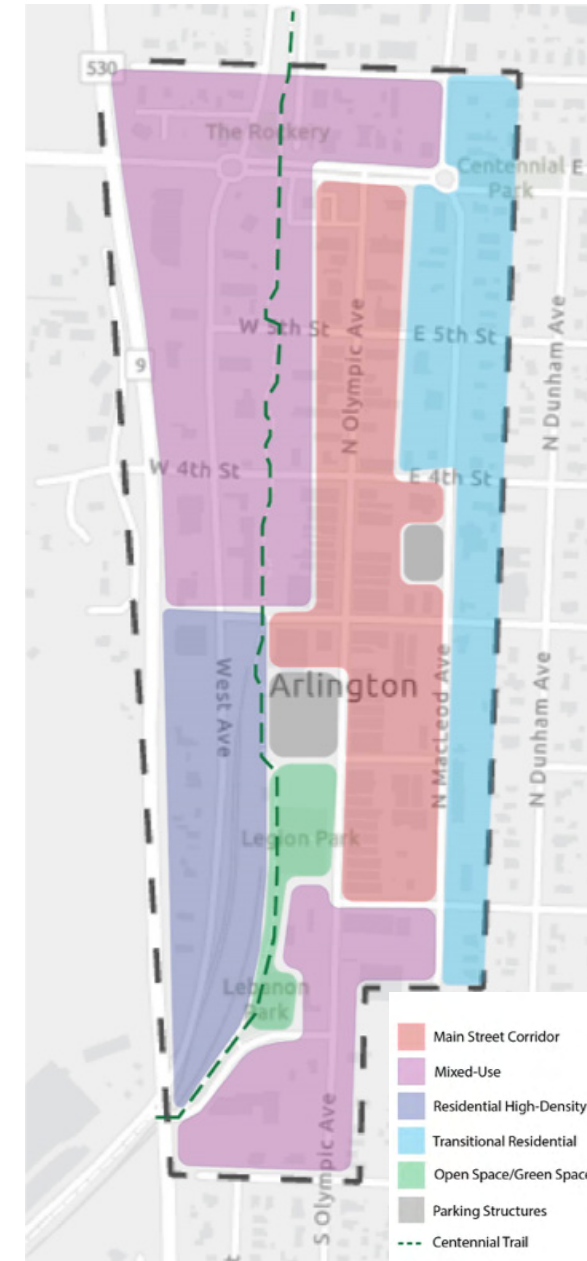 530
The Rockery
Centennial
Park
E
W 5th St
E 5th St
N Olympic Ave
N Dunham Ave
9
W 4th St
E 4th St
Arlington
West Ave
N MacLeod Ave
N Dunham Ave
Legion Park
Lebanon
Park
S Olympic Ave
Main Street Corridor
Mixed-Use
Residential High-Density
Transitional Residential
Open Space/Green Space
Parking Structures
Centennial Trail